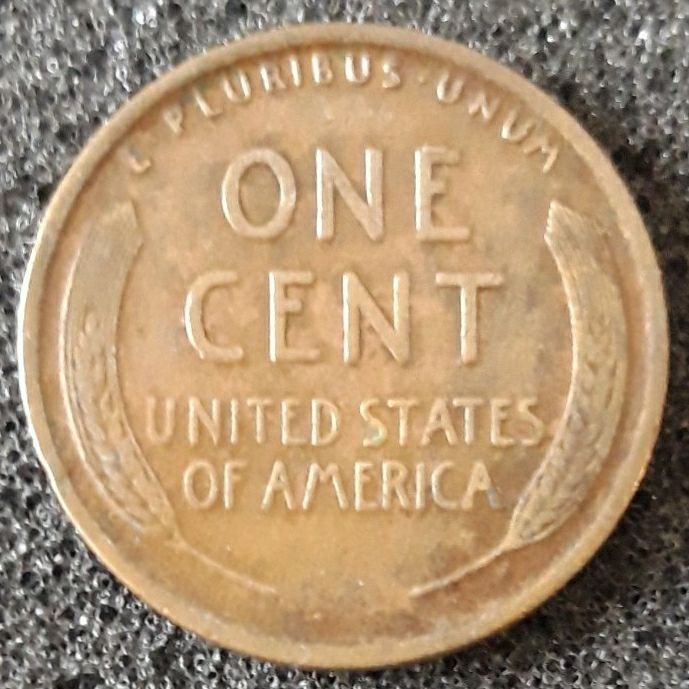 E · PLURIBUS · UNUM
ONE
CENT
UNITED STATES
OF AMERICA